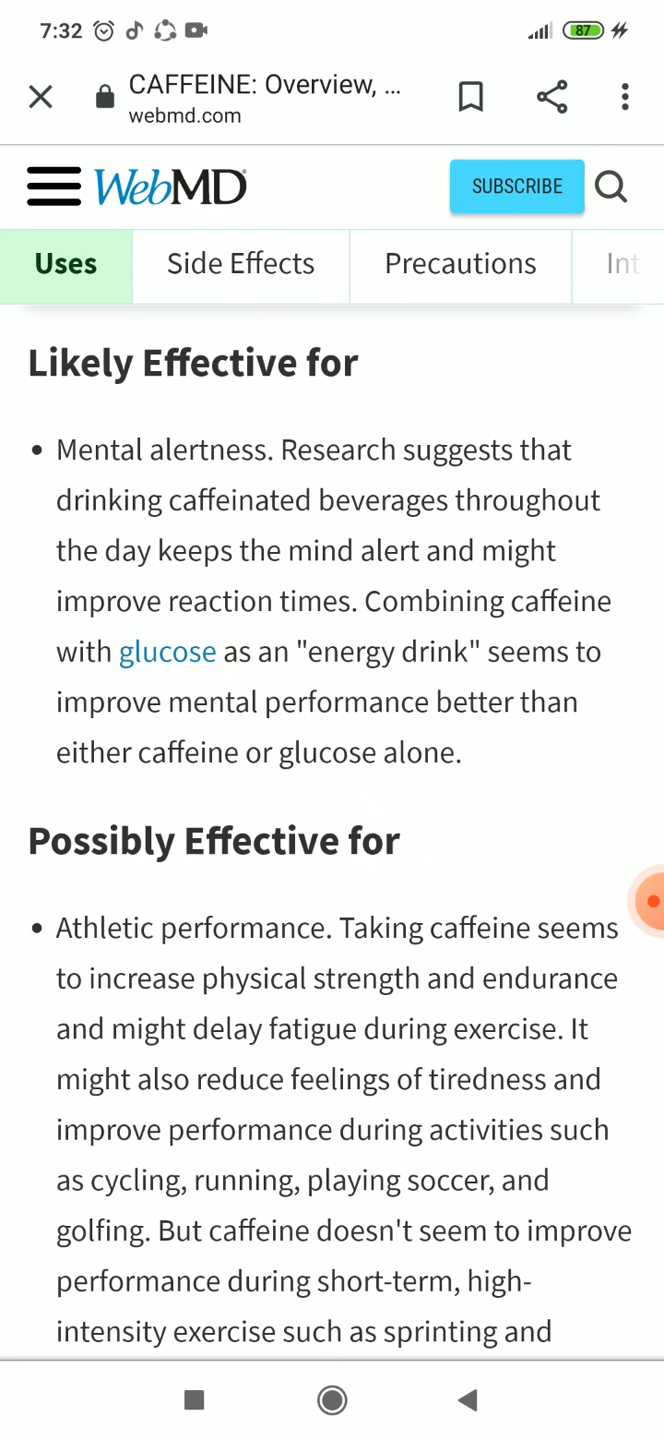 7:32
87
CAFFEINE: Overview, ...
webmd.com
WebMD
SUBSCRIBE
Uses
Side Effects
Precautions
Int
Likely Effective for
• Mental alertness. Research suggests that
drinking caffeinated beverages throughout
the day keeps the mind alert and might
improve reaction times. Combining caffeine
with glucose as an "energy drink" seems to
improve mental performance better than
either caffeine or glucose alone.
Possibly Effective for
• Athletic performance. Taking caffeine seems
to increase physical strength and endurance
and might delay fatigue during exercise. It
might also reduce feelings of tiredness and
improve performance during activities such
as cycling, running, playing soccer, and
golfing. But caffeine doesn't seem to improve
performance during short-term, high-
intensity exercise such as sprinting and